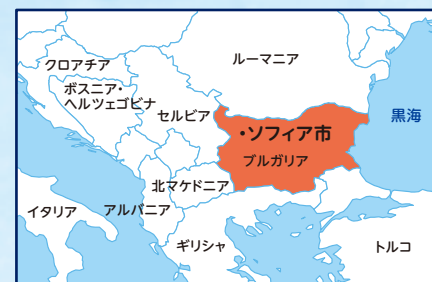 ルーマニア
クロアチア
ボスニア・
ヘルツェゴビナ
セルビア
黒海
・ソフィア市
ブルガリア
北マケドニア
イタリア
アルバニア
ギリシャ
トルコ